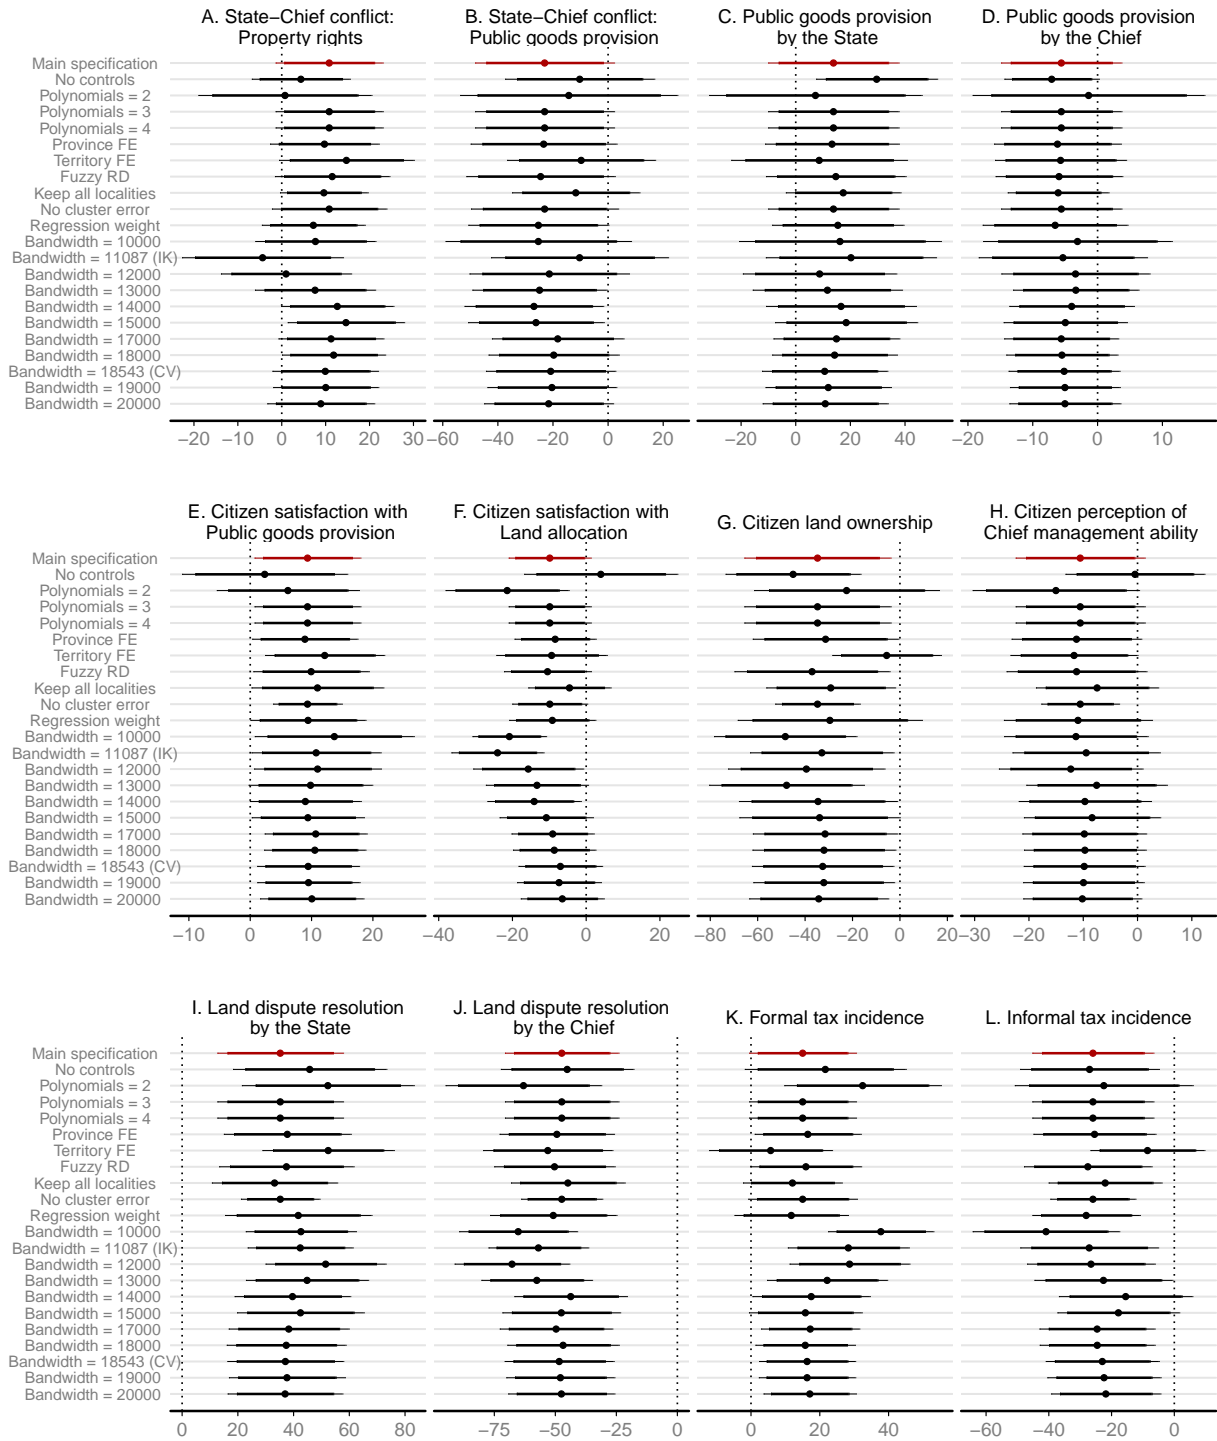 A. State−Chief conflict:
Property rights
B. State−Chief conflict:
Public goods provision
C. Public goods provision
by the State
D. Public goods provision
by the Chief
Main specification
No controls
Polynomials = 2
Polynomials = 3
Polynomials = 4
Province FE
Territory FE
Fuzzy RD
Keep all localities
No cluster error
Regression weight
Bandwidth = 10000
Bandwidth = 11087 (IK)
Bandwidth = 12000
Bandwidth = 13000
Bandwidth = 14000
Bandwidth = 15000
Bandwidth = 17000
Bandwidth = 18000
Bandwidth = 18543 (CV)
Bandwidth = 19000
Bandwidth = 20000
−20 −10 0 10 20 30
−60 −40 −20 0 20
−20 0 20 40
−20 −10 0 10
E. Citizen satisfaction with
Public goods provision
F. Citizen satisfaction with
Land allocation
G. Citizen land ownership
H. Citizen perception of
Chief management ability
Main specification
No controls
Polynomials = 2
Polynomials = 3
Polynomials = 4
Province FE
Territory FE
Fuzzy RD
Keep all localities
No cluster error
Regression weight
Bandwidth = 10000
Bandwidth = 11087 (IK)
Bandwidth = 12000
Bandwidth = 13000
Bandwidth = 14000
Bandwidth = 15000
Bandwidth = 17000
Bandwidth = 18000
Bandwidth = 18543 (CV)
Bandwidth = 19000
Bandwidth = 20000
−10 0 10 20
−40 −20 0 20
−80 −60 −40 −20 0 20
−30 −20 −10 0 10
I. Land dispute resolution
by the State
J. Land dispute resolution
by the Chief
K. Formal tax incidence
L. Informal tax incidence
Main specification
No controls
Polynomials = 2
Polynomials = 3
Polynomials = 4
Province FE
Territory FE
Fuzzy RD
Keep all localities
No cluster error
Regression weight
Bandwidth = 10000
Bandwidth = 11087 (IK)
Bandwidth = 12000
Bandwidth = 13000
Bandwidth = 14000
Bandwidth = 15000
Bandwidth = 17000
Bandwidth = 18000
Bandwidth = 18543 (CV)
Bandwidth = 19000
Bandwidth = 20000
0 20 40 60 80
−75 −50 −25 0
0 20 40
−60 −40 −20 0